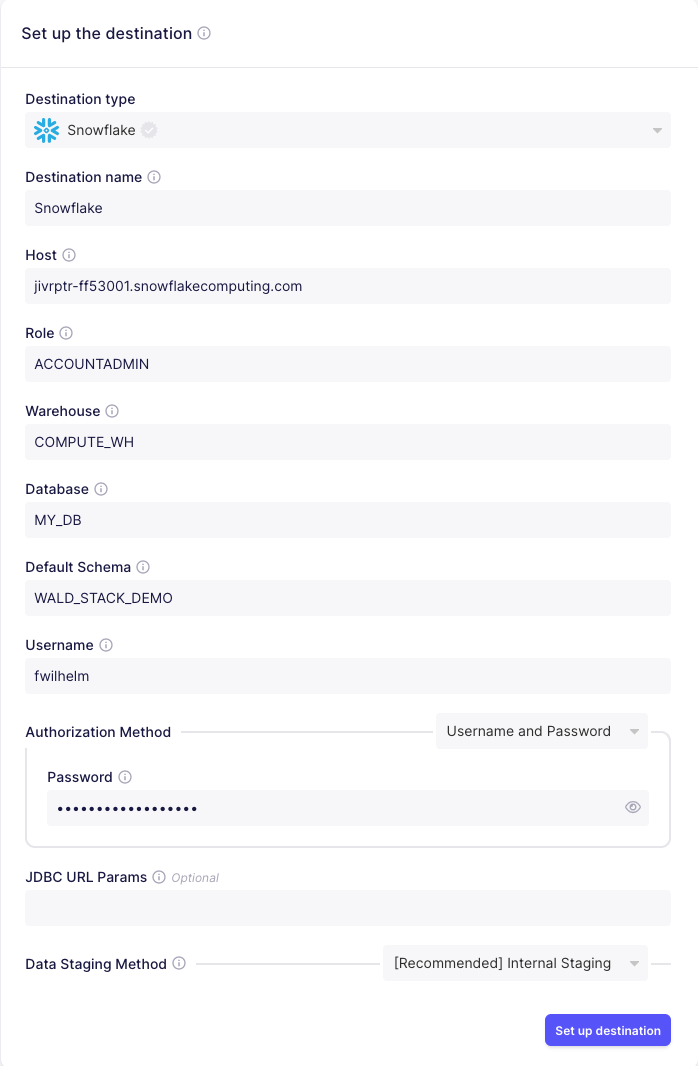 Set up the destination
Destination type
Snowflake
Destination name
Snowflake
Host
jivrptr-ff53001.snowflakecomputing.com
Role
ACCOUNTADMIN
Warehouse
COMPUTE_WH
Database
MY_DB
Default Schema
WALD_STACK_DEMO
Username
fwilhelm
Authorization Method
Username and Password
Password
••••••••••••••••••
JDBC URL Params Optional
Data Staging Method
[Recommended] Internal Staging
Set up destination